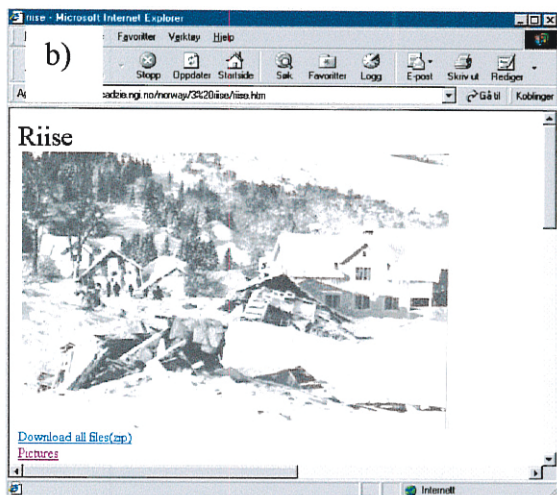 riise - Microsoft Internet Explorer
b)
Favoritter Verktøy Hjelp
Stopp Oppdater Startside Søk Favoritter Logg E-post Skriv ut Rediger
adzie.ngi.no/norway/3%20riise/riise.htm Gå til Koblinger
Riise
Download all files(zip)
Pictures
Internett